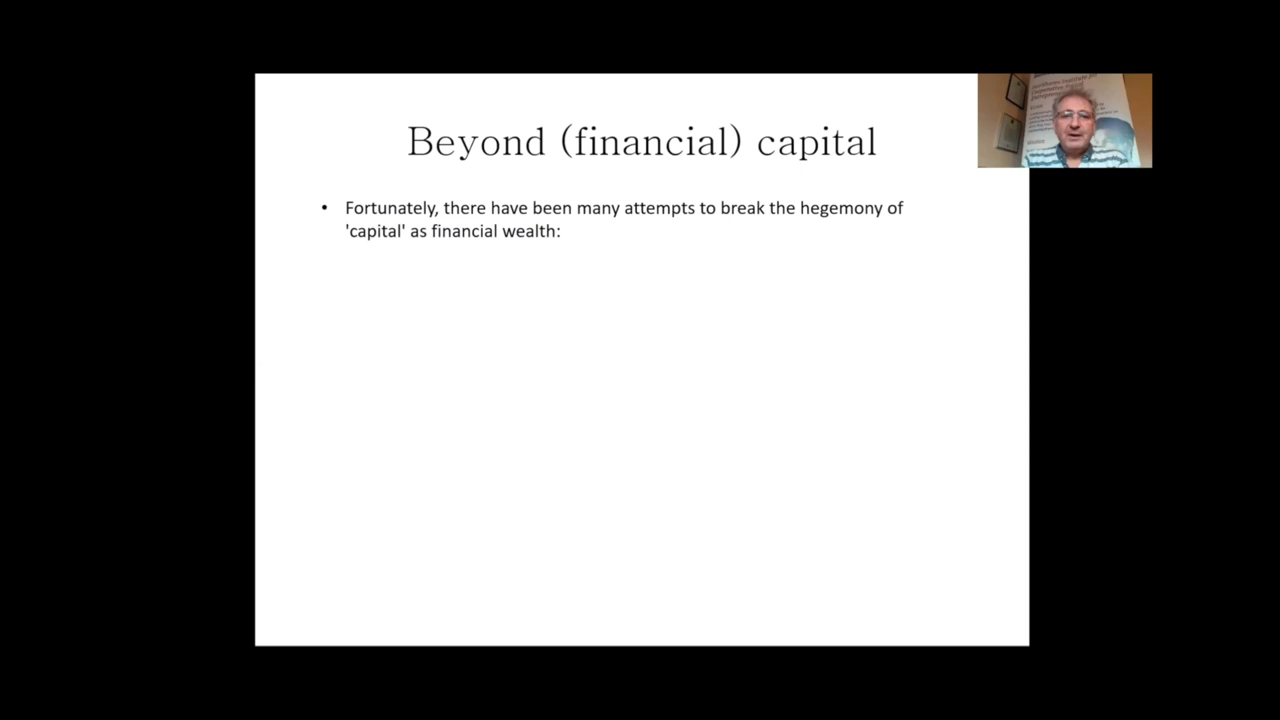 Beyond (financial) capital
• Fortunately, there have been many attempts to break the hegemony of
'capital' as financial wealth: